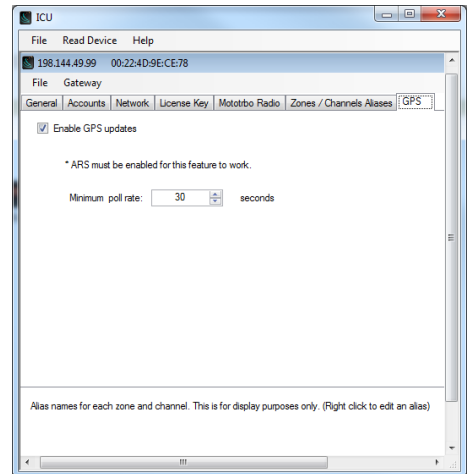 ICU
File Read Device Help
198.144.49.99 00:22:4D:9E:CE:78
File Gateway
General Accounts Network License Key Mototrbo Radio Zones / Channels Aliases GPS
Enable GPS updates
* ARS must be enabled for this feature to work.
Minimum poll rate: 30 seconds
Alias names for each zone and channel. This is for display purposes only. (Right click to edit an alias)